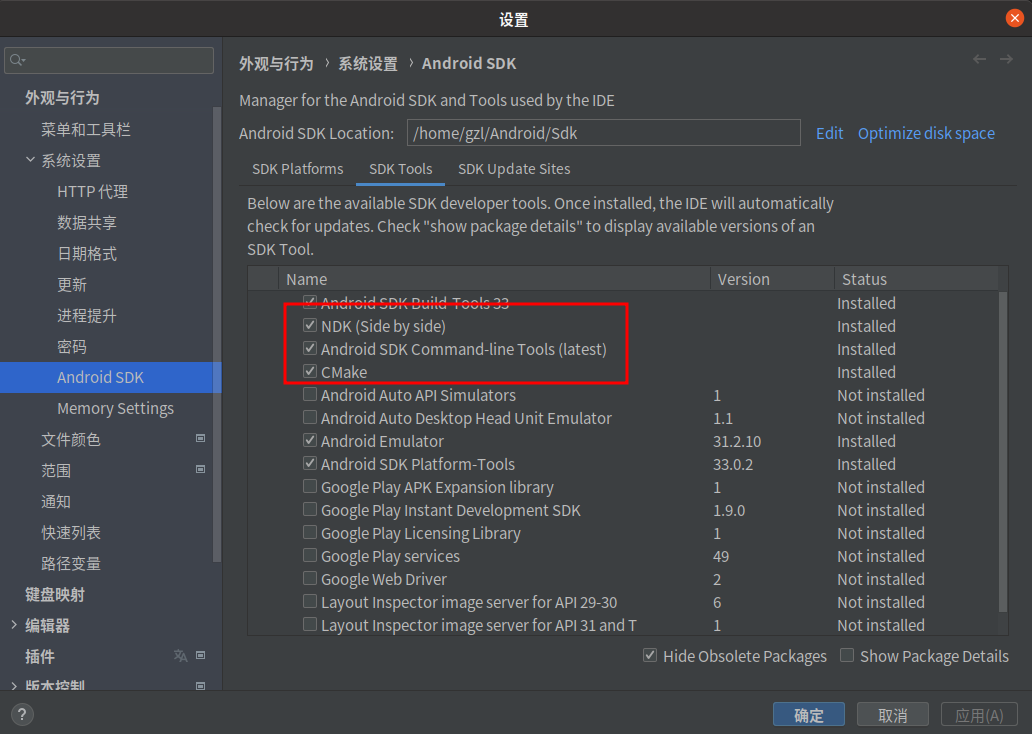 设置
外观与行为 › 系统设置 › Android SDK
外观与行为
菜单和工具栏
系统设置
HTTP 代理
数据共享
日期格式
更新
进程提升
密码
Android SDK
Memory Settings
文件颜色
范围
通知
快速列表
路径变量
键盘映射
编辑器
插件
版本控制
Manager for the Android SDK and Tools used by the IDE
Android SDK Location: /home/gzl/Android/Sdk Edit Optimize disk space
SDK Platforms SDK Tools SDK Update Sites
Below are the available SDK developer tools. Once installed, the IDE will automatically
check for updates. Check "show package details" to display available versions of an
SDK Tool.
Name Version Status
Android SDK Build-Tools 33 Installed
NDK (Side by side) Installed
Android SDK Command-line Tools (latest) Installed
CMake Installed
Android Auto API Simulators 1 Not installed
Android Auto Desktop Head Unit Emulator 1.1 Not installed
Android Emulator 31.2.10 Installed
Android SDK Platform-Tools 33.0.2 Installed
Google Play APK Expansion library 1 Not installed
Google Play Instant Development SDK 1.9.0 Not installed
Google Play Licensing Library 1 Not installed
Google Play services 49 Not installed
Google Web Driver 2 Not installed
Layout Inspector image server for API 29-30 6 Not installed
Layout Inspector image server for API 31 and T 1 Not installed
Hide Obsolete Packages Show Package Details
? 确定 取消 应用(A)